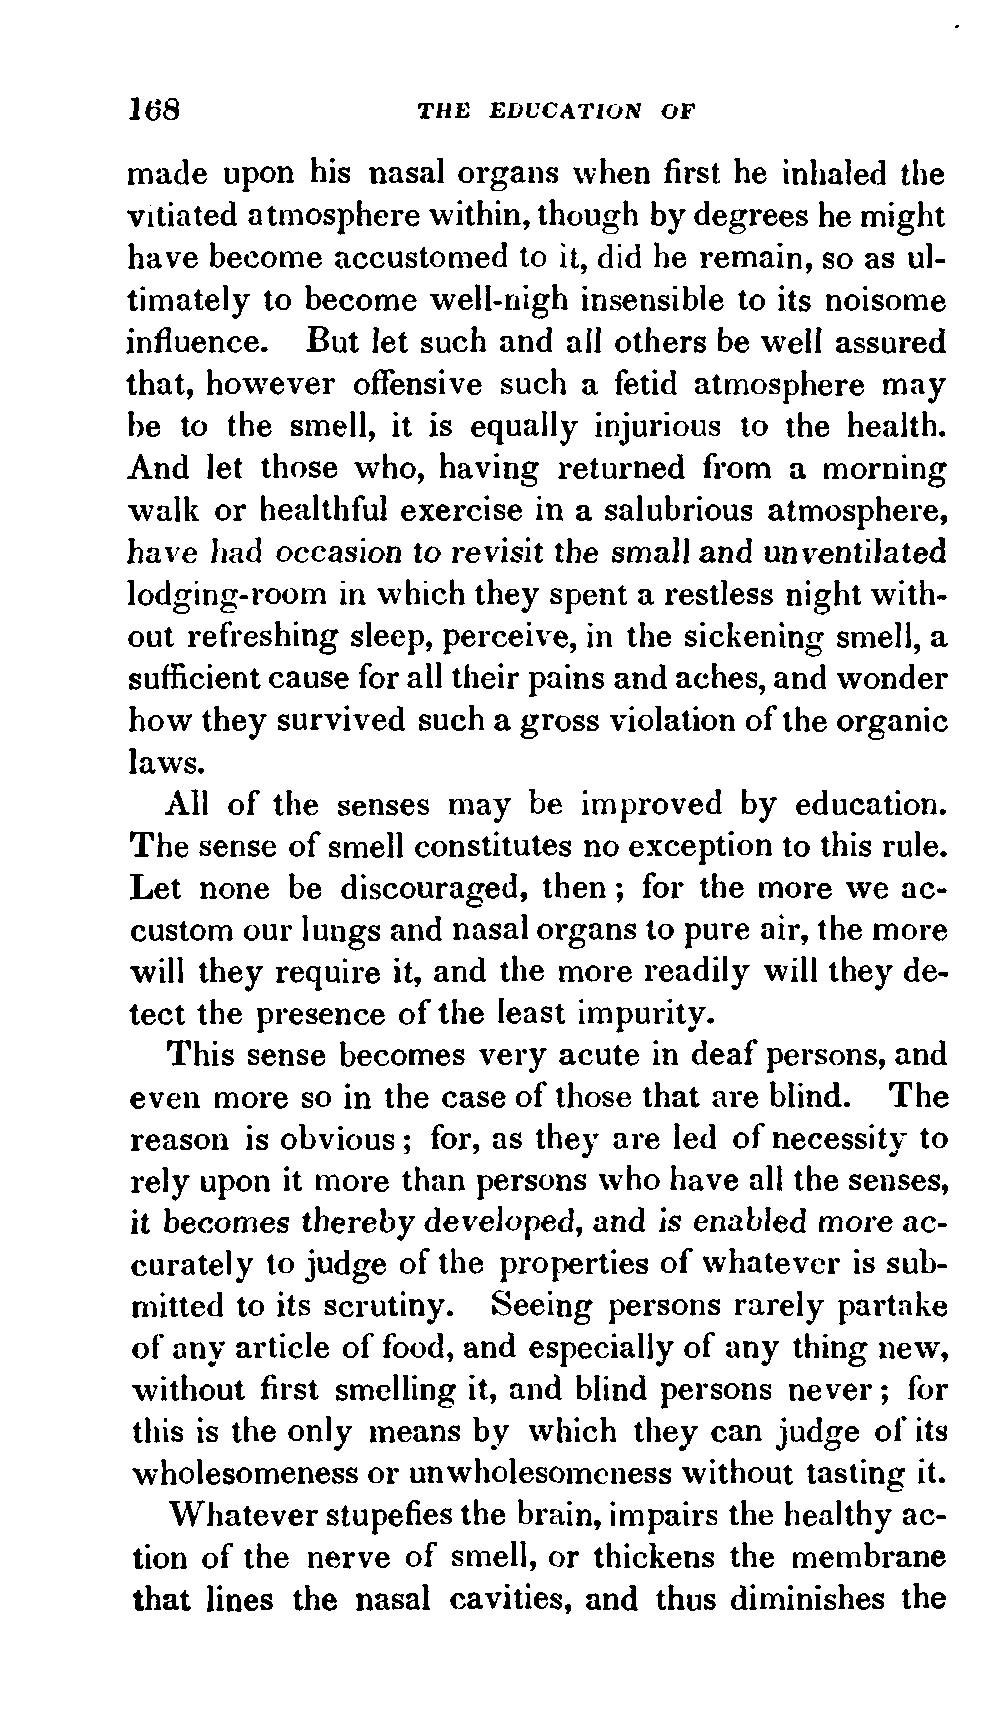 168 THE EDUCATION OF
made upon his nasal organs when first he inhaled the
vitiated atmosphere within, though by degrees he might
have become accustomed to it, did he remain, so as ul-
timately to become well-nigh insensible to its noisome
influence. But let such and all others be well assured
that, however offensive such a fetid atmosphere may
be to the smell, it is equally injurious to the health.
And let those who, having returned from a morning
walk or healthful exercise in a salubrious atmosphere,
have had occasion to revisit the small and unventilated
lodging-room in which they spent a restless night with-
out refreshing sleep, perceive, in the sickening smell, a
sufficient cause for all their pains and aches, and wonder
how they survived such a gross violation of the organic
laws.
All of the senses may be improved by education.
The sense of smell constitutes no exception to this rule.
Let none be discouraged, then ; for the more we ac-
custom our lungs and nasal organs to pure air, the more
will they require it, and the more readily will they de-
tect the presence of the least impurity.
This sense becomes very acute in deaf persons, and
even more so in the case of those that are blind. The
reason is obvious ; for, as they are led of necessity to
rely upon it more than persons who have all the senses,
it becomes thereby developed, and is enabled more ac-
curately to judge of the properties of whatever is sub-
mitted to its scrutiny. Seeing persons rarely partake
of any article of food, and especially of any thing new,
without first smelling it, and blind persons never ; for
this is the only means by which they can judge of its
wholesomeness or unwholesomeness without tasting it.
Whatever stupefies the brain, impairs the healthy ac-
tion of the nerve of smell, or thickens the membrane
that lines the nasal cavities, and thus diminishes the